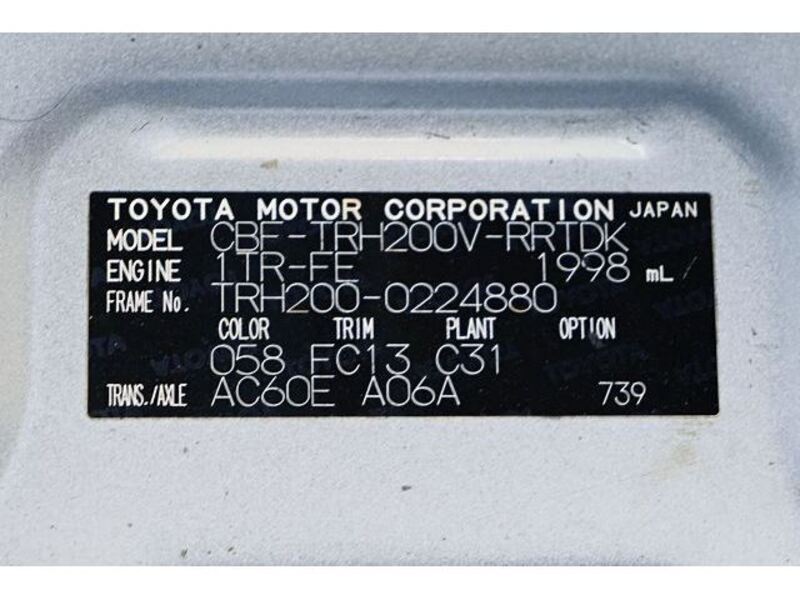 TOYOTA MOTOR CORPORATION JAPAN
MODEL CBF-TRH200V-RRTDK
ENGINE 1TR-FE 1998 mL
FRAME No. TRH200-0224880
COLOR TRIM PLANT OPTION
058 FC13 C31
TRANS./AXLE AC60E A06A 739